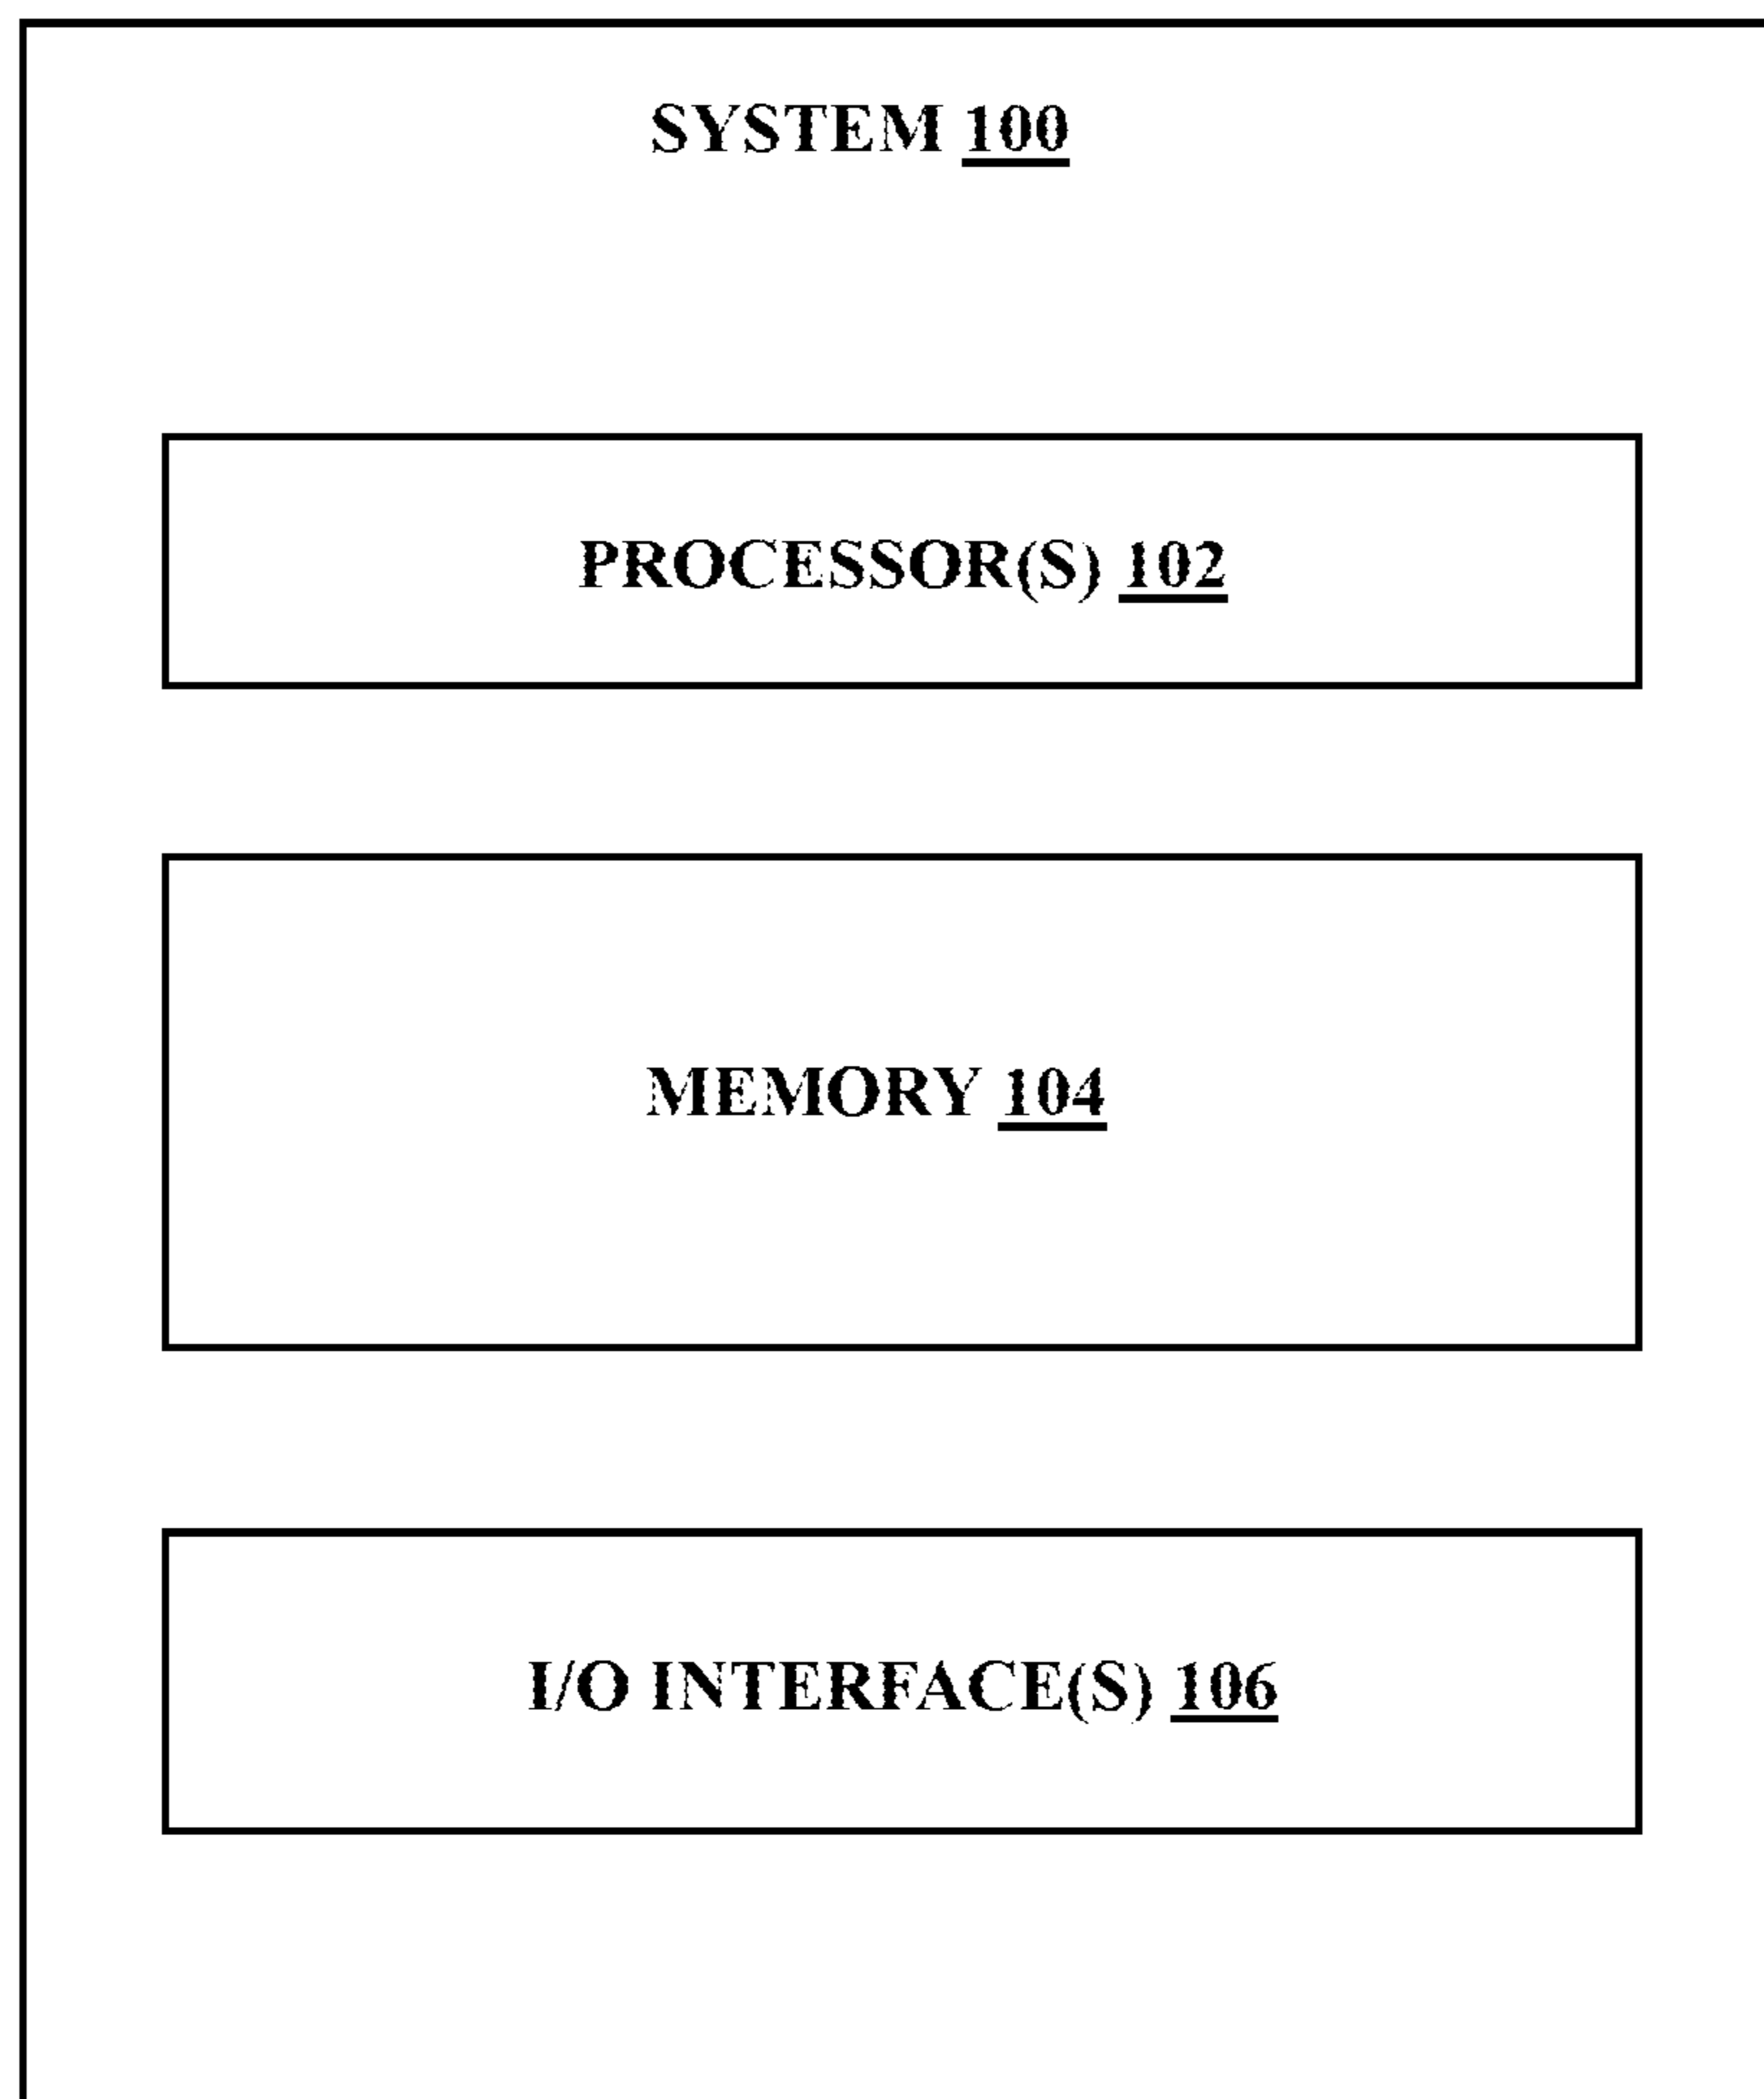 SYSTEM 100
PROCESSOR(S) 102
MEMORY 104
I/O INTERFACE(S) 106